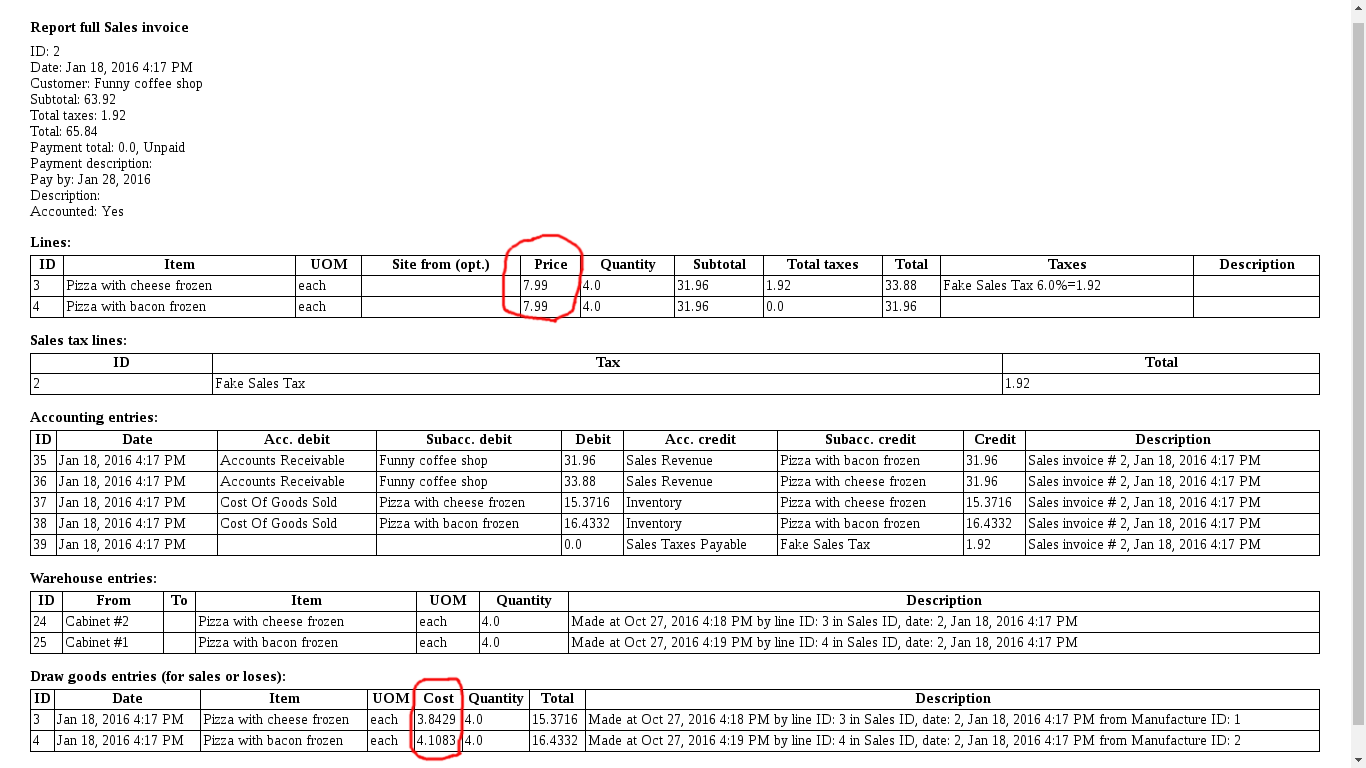 Report full Sales invoice
ID: 2
Date: Jan 18, 2016 4:17 PM
Customer: Funny coffee shop
Subtotal: 63.92
Total taxes: 1.92
Total: 65.84
Payment total: 0.0, Unpaid
Payment description:
Pay by: Jan 28, 2016
Description:
Accounted: Yes
Lines:
ID Item UOM Site from (opt.) Price Quantity Subtotal Total taxes Total Taxes Description
3 Pizza with cheese frozen each 7.99 4.0 31.96 1.92 33.88 Fake Sales Tax 6.0%=1.92
4 Pizza with bacon frozen each 7.99 4.0 31.96 0.0 31.96
Sales tax lines:
ID Tax Total
2 Fake Sales Tax 1.92
Accounting entries:
ID Date Acc. debit Subacc. debit Debit Acc. credit Subacc. credit Credit Description
35 Jan 18, 2016 4:17 PM Accounts Receivable Funny coffee shop 31.96 Sales Revenue Pizza with bacon frozen 31.96 Sales invoice # 2, Jan 18, 2016 4:17 PM
36 Jan 18, 2016 4:17 PM Accounts Receivable Funny coffee shop 33.88 Sales Revenue Pizza with cheese frozen 31.96 Sales invoice # 2, Jan 18, 2016 4:17 PM
37 Jan 18, 2016 4:17 PM Cost Of Goods Sold Pizza with cheese frozen 15.3716 Inventory Pizza with cheese frozen 15.3716 Sales invoice # 2, Jan 18, 2016 4:17 PM
38 Jan 18, 2016 4:17 PM Cost Of Goods Sold Pizza with bacon frozen 16.4332 Inventory Pizza with bacon frozen 16.4332 Sales invoice # 2, Jan 18, 2016 4:17 PM
39 Jan 18, 2016 4:17 PM 0.0 Sales Taxes Payable Fake Sales Tax 1.92 Sales invoice # 2, Jan 18, 2016 4:17 PM
Warehouse entries:
ID From To Item UOM Quantity Description
24 Cabinet #2 Pizza with cheese frozen each 4.0 Made at Oct 27, 2016 4:18 PM by line ID: 3 in Sales ID, date: 2, Jan 18, 2016 4:17 PM
25 Cabinet #1 Pizza with bacon frozen each 4.0 Made at Oct 27, 2016 4:19 PM by line ID: 4 in Sales ID, date: 2, Jan 18, 2016 4:17 PM
Draw goods entries (for sales or loses):
ID Date Item UOM Cost Quantity Total Description
3 Jan 18, 2016 4:17 PM Pizza with cheese frozen each 3.8429 4.0 15.3716 Made at Oct 27, 2016 4:18 PM by line ID: 3 in Sales ID, date: 2, Jan 18, 2016 4:17 PM from Manufacture ID: 1
4 Jan 18, 2016 4:17 PM Pizza with bacon frozen each 4.1083 4.0 16.4332 Made at Oct 27, 2016 4:19 PM by line ID: 4 in Sales ID, date: 2, Jan 18, 2016 4:17 PM from Manufacture ID: 2